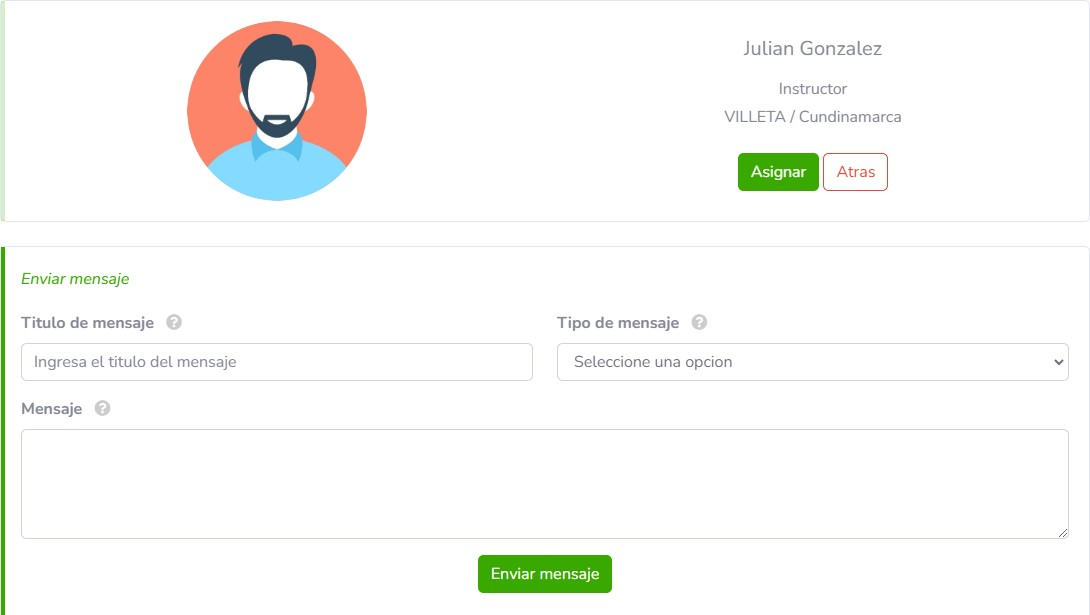 Julian Gonzalez
Instructor
VILLETA / Cundinamarca
Asignar Atras
Enviar mensaje
Titulo de mensaje ? Tipo de mensaje ?
Ingresa el titulo del mensaje Seleccione una opcion
Mensaje ?
Enviar mensaje